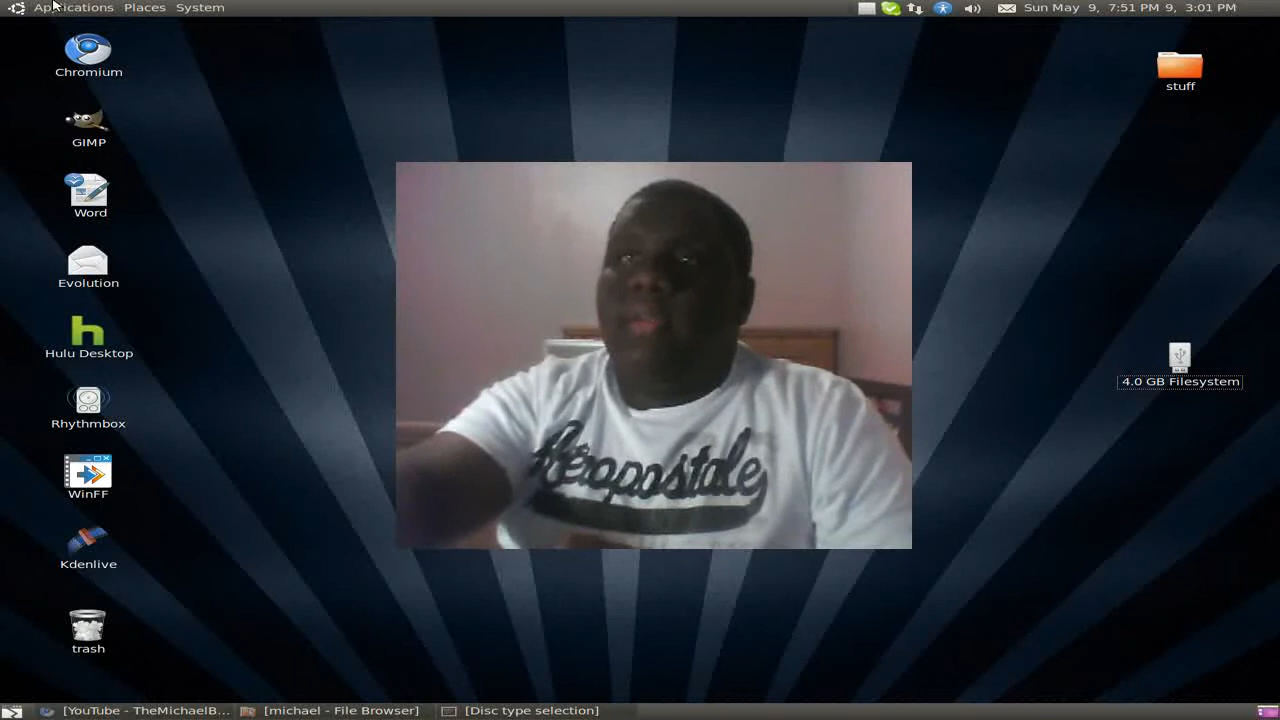 Applications Places System
Sun May 9, 7:51 PM 9, 3:01 PM
Chromium
stuff
GIMP
Word
Evolution
Hulu Desktop
4.0 GB Filesystem
Rhythmbox
WinFF
Kdenlive
trash
Aéropostale
[YouTube - TheMichaelB... [michael - File Browser] [Disc type selection]